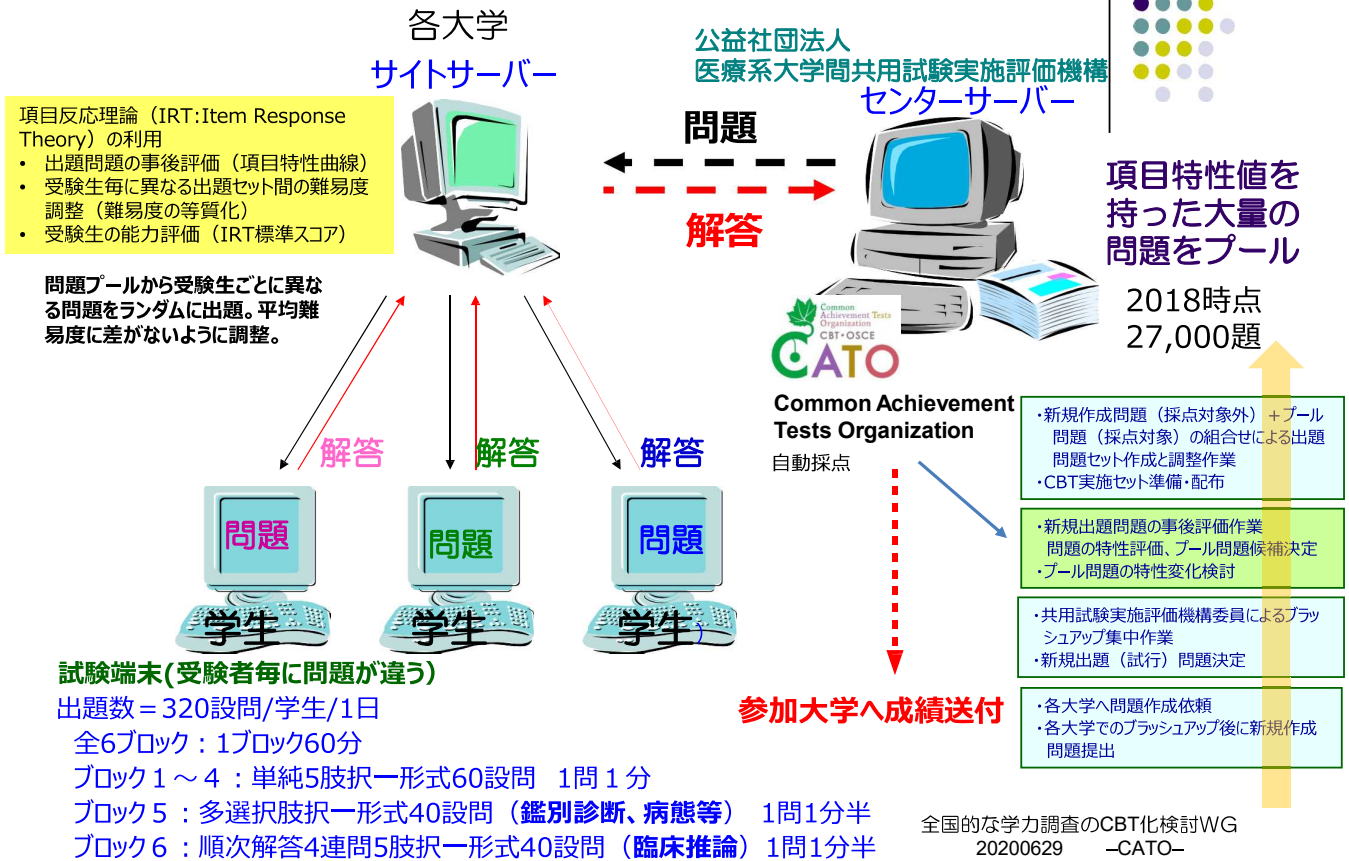 各大学
サイトサーバー
公益社団法人
医療系大学間共用試験実施評価機構
センターサーバー
項目反応理論(IRT:Item Response
Theory)の利用
• 出題問題の事後評価(項目特性曲線)
• 受験生毎に異なる出題セット間の難易度
調整(難易度の等質化)
• 受験生の能力評価(IRT標準スコア)
問題プールから受験生ごとに異な
る問題をランダムに出題。平均難
易度に差がないように調整。
問題
解答
項目特性値を
持った大量の
問題をプール
2018時点
27,000題
Common
Achievement Tests
Organization
CBT・OSCE
CATO
Common Achievement
Tests Organization
自動採点
解答
解答
解答
問題
問題
問題
学生
学生
学生)
・新規作成問題(採点対象外)+プール
問題(採点対象)の組合せによる出題
問題セット作成と調整作業
・CBT実施セット準備・配布
・新規出題問題の事後評価作業
問題の特性評価、プール問題候補決定
・プール問題の特性変化検討
・共用試験実施評価機構委員によるブラッ
シュアップ集中作業
・新規出題(試行)問題決定
・各大学へ問題作成依頼
・各大学でのブラッシュアップ後に新規作成
問題提出
参加大学へ成績送付
試験端末(受験者毎に問題が違う)
出題数=320設問/学生/1日
全6ブロック:1ブロック60分
ブロック1~4:単純5肢択一形式60設問 1問1分
ブロック5:多選択肢択一形式40設問(鑑別診断、病態等) 1問1分半
ブロック6:順次解答4連問5肢択一形式40設問(臨床推論)1問1分半
全国的な学力調査のCBT化検討WG
20200629 –CATO–